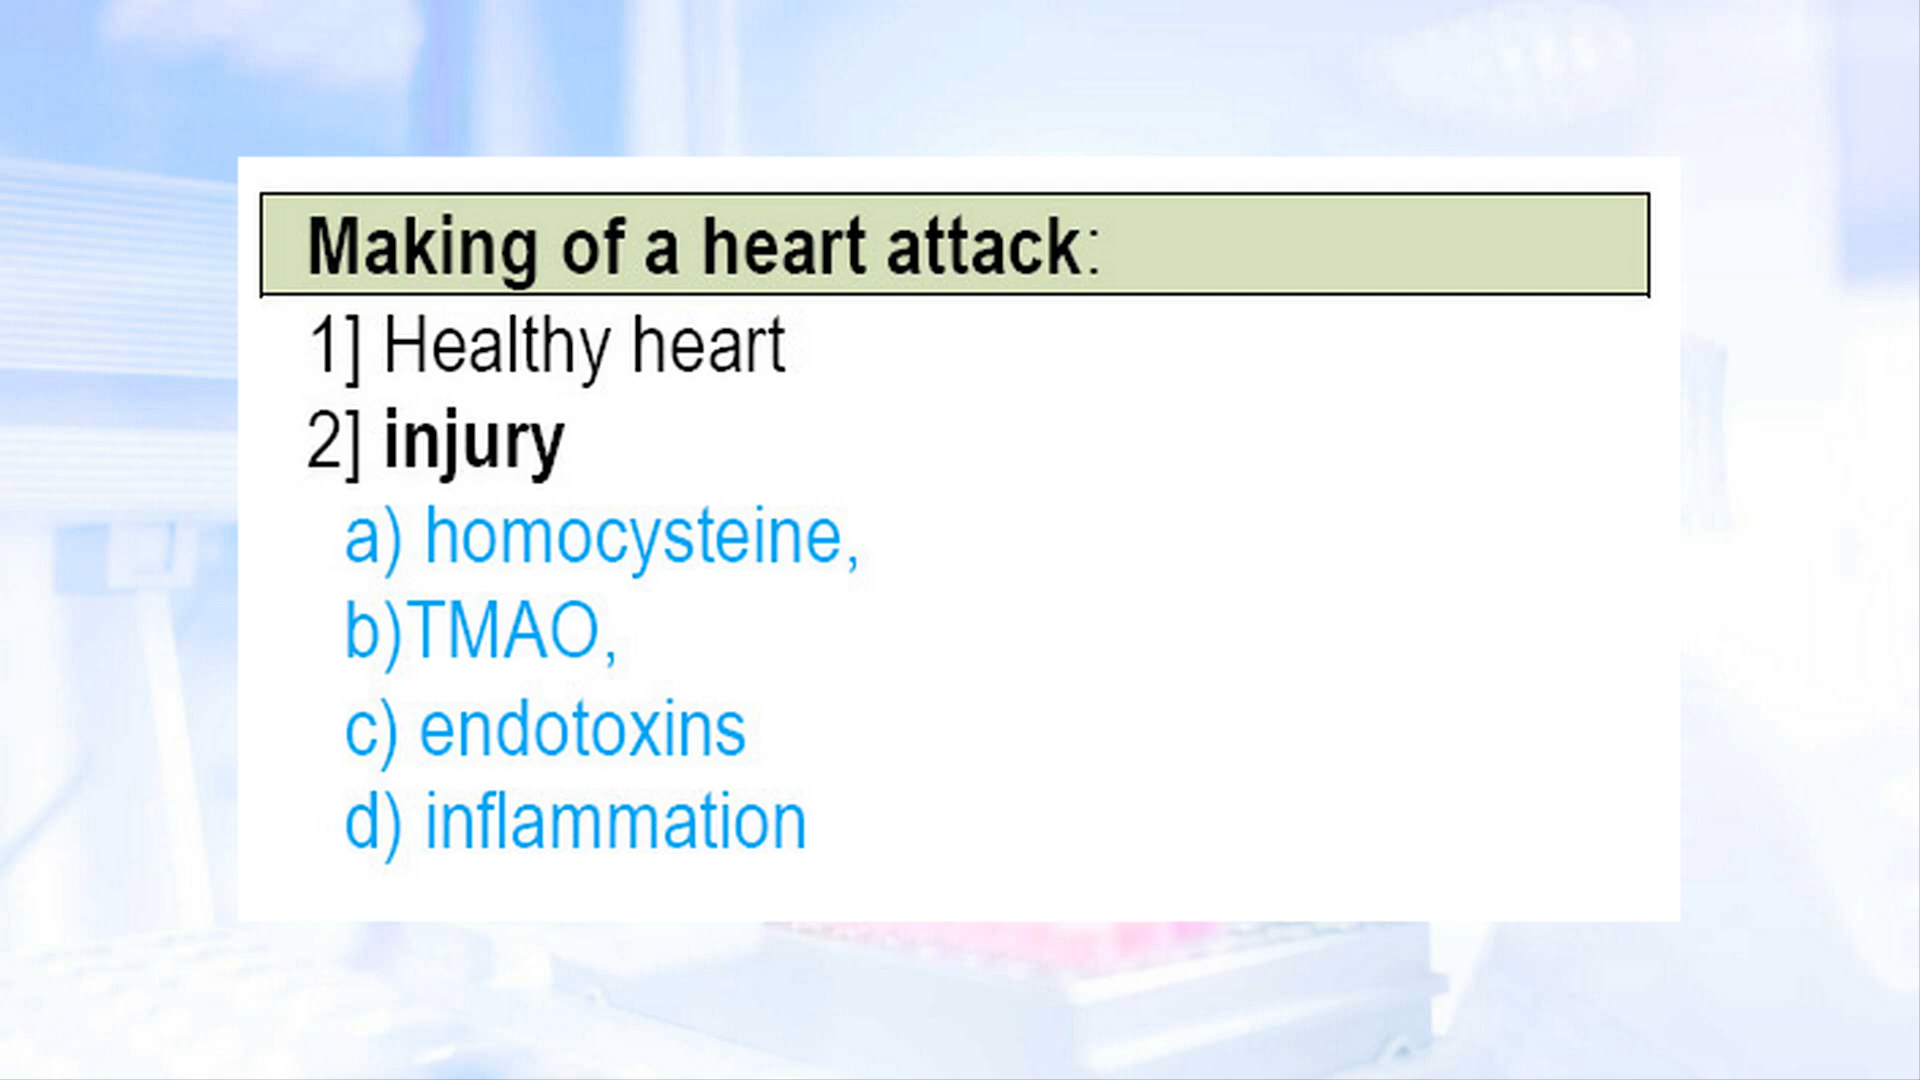 Making of a heart attack:
1] Healthy heart
2] injury
a) homocysteine,
b)TMAO,
c) endotoxins
d) inflammation